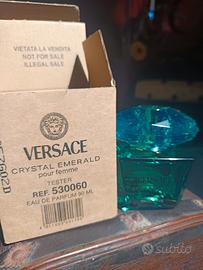 VIETATA LA VENDITA
NOT FOR SALE
ILLEGAL SALE
VERSACE
CRYSTAL EMERALD
pour femme
TESTER
REF. 530060
EAU DE PARFUM 90 ML
subito